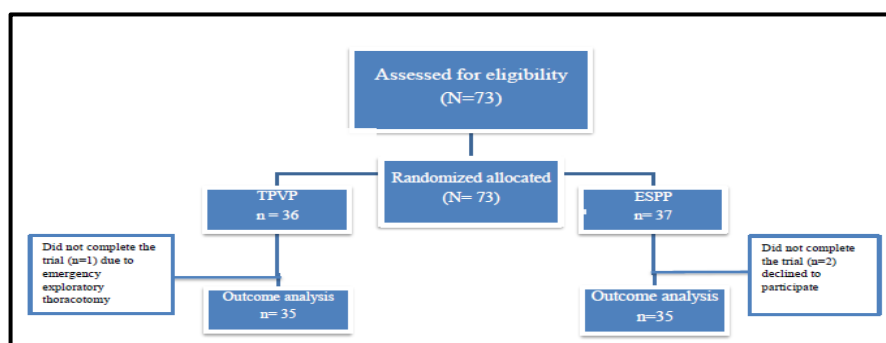 Assessed for eligibility
(N=73)
Randomized allocated
(N= 73)
TPVP
n = 36
ESPP
n= 37
Did not complete the
trial (n=1) due to
emergency
exploratory
thoracotomy
Did not complete
the trial (n=2)
declined to
participate
Outcome analysis
n= 35
Outcome analysis
n=35